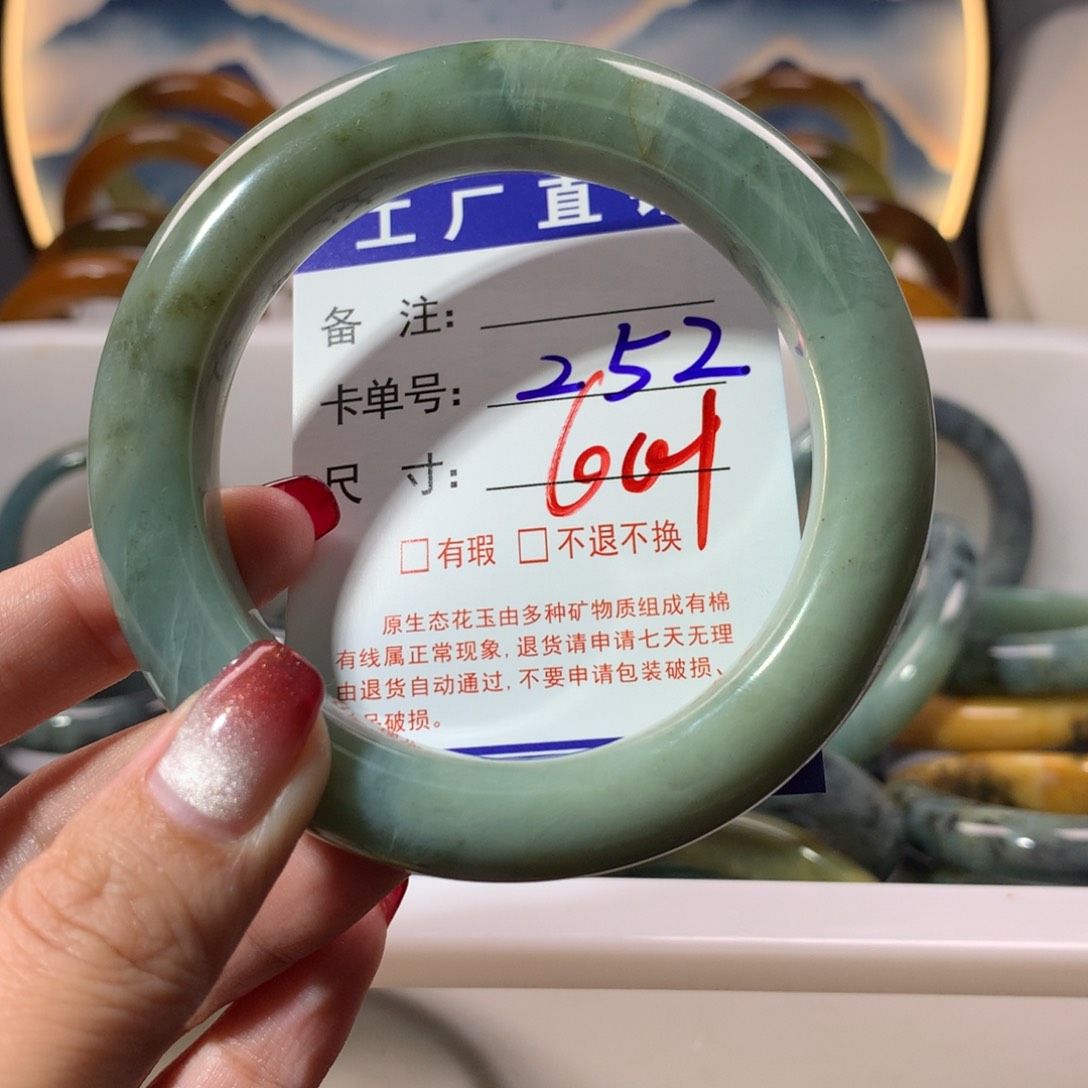 工厂直
备 注:
卡单号: 252
尺 寸:
□有瑕 □不退不换
原生态花玉由多种矿物质组成有棉
有线属正常现象, 退货请申请七天无理
由退货自动通过, 不要申请包装破损、
品破损。